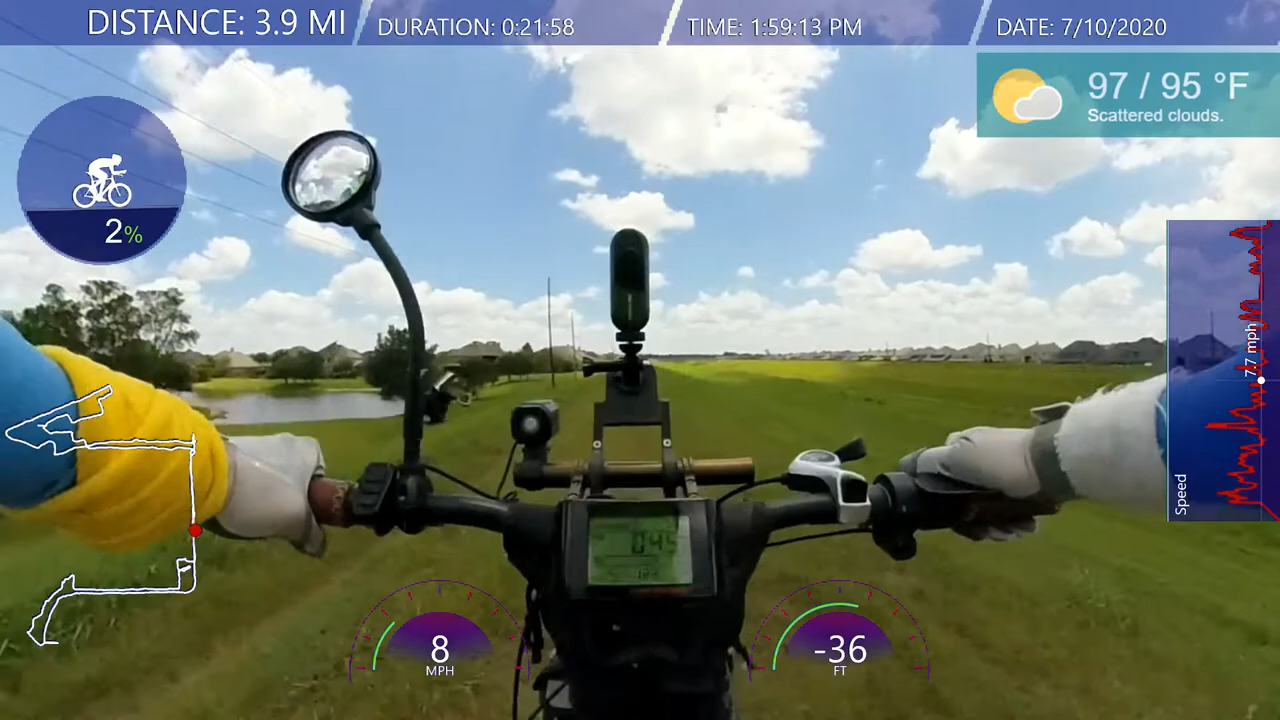 DISTANCE: 3.9 MI
DURATION: 0:21:58
TIME: 1:59:13 PM
DATE: 7/10/2020
97 / 95 °F
Scattered clouds.
2%
7.7 mph
Speed
8
MPH
-36
FT